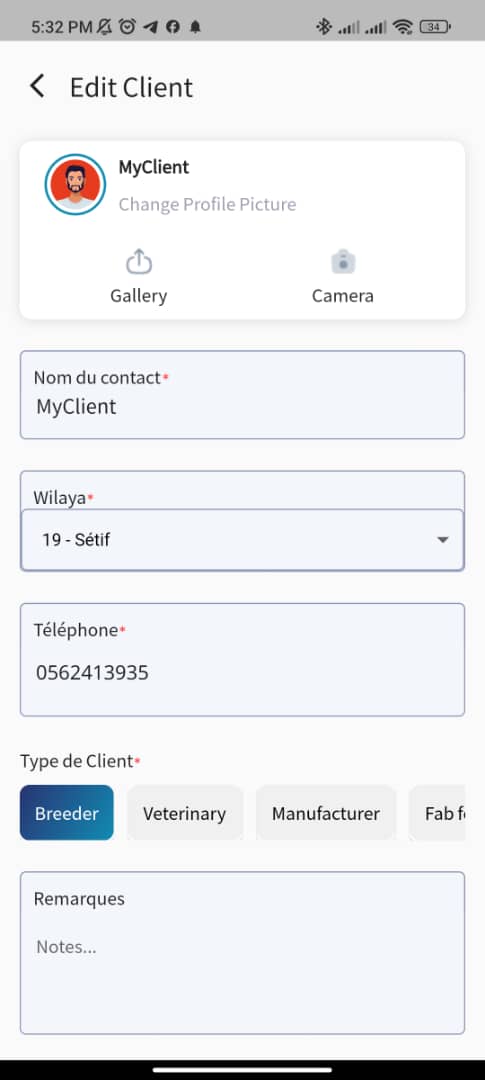 5:32 PM
34
Edit Client
MyClient
Change Profile Picture
Gallery
Camera
Nom du contact*
MyClient
Wilaya*
19 - Sétif
Téléphone*
0562413935
Type de Client*
Breeder
Veterinary
Manufacturer
Fab
Remarques
Notes...